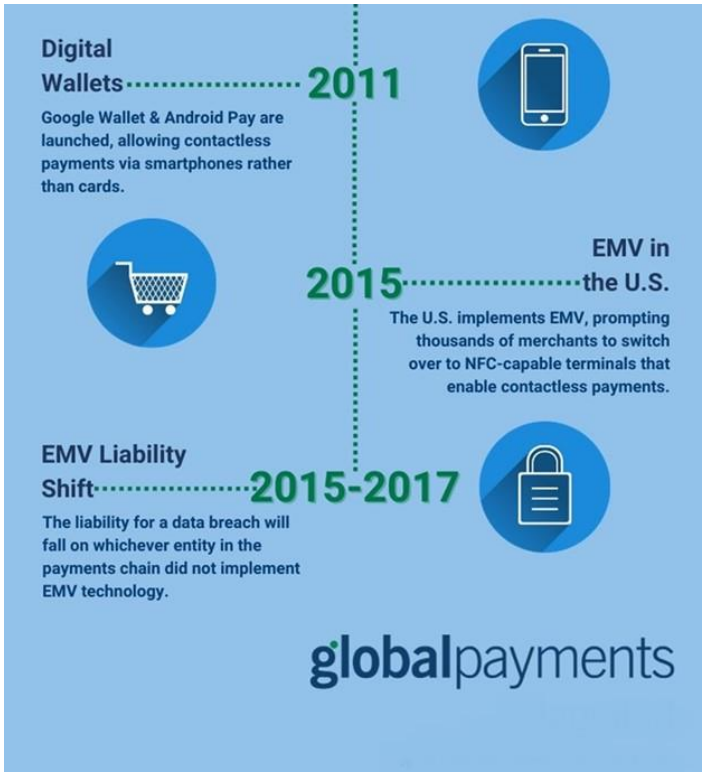 Digital
Wallets
2011
Google Wallet & Android Pay are
launched, allowing contactless
payments via smartphones rather
than cards.
EMV in
2015
the U.S.
The U.S. implements EMV, prompting
thousands of merchants to switch
over to NFC-capable terminals that
enable contactless payments.
EMV Liability
Shift
2015-2017
The liability for a data breach will
fall on whichever entity in the
payments chain did not implement
EMV technology.
globalpayments